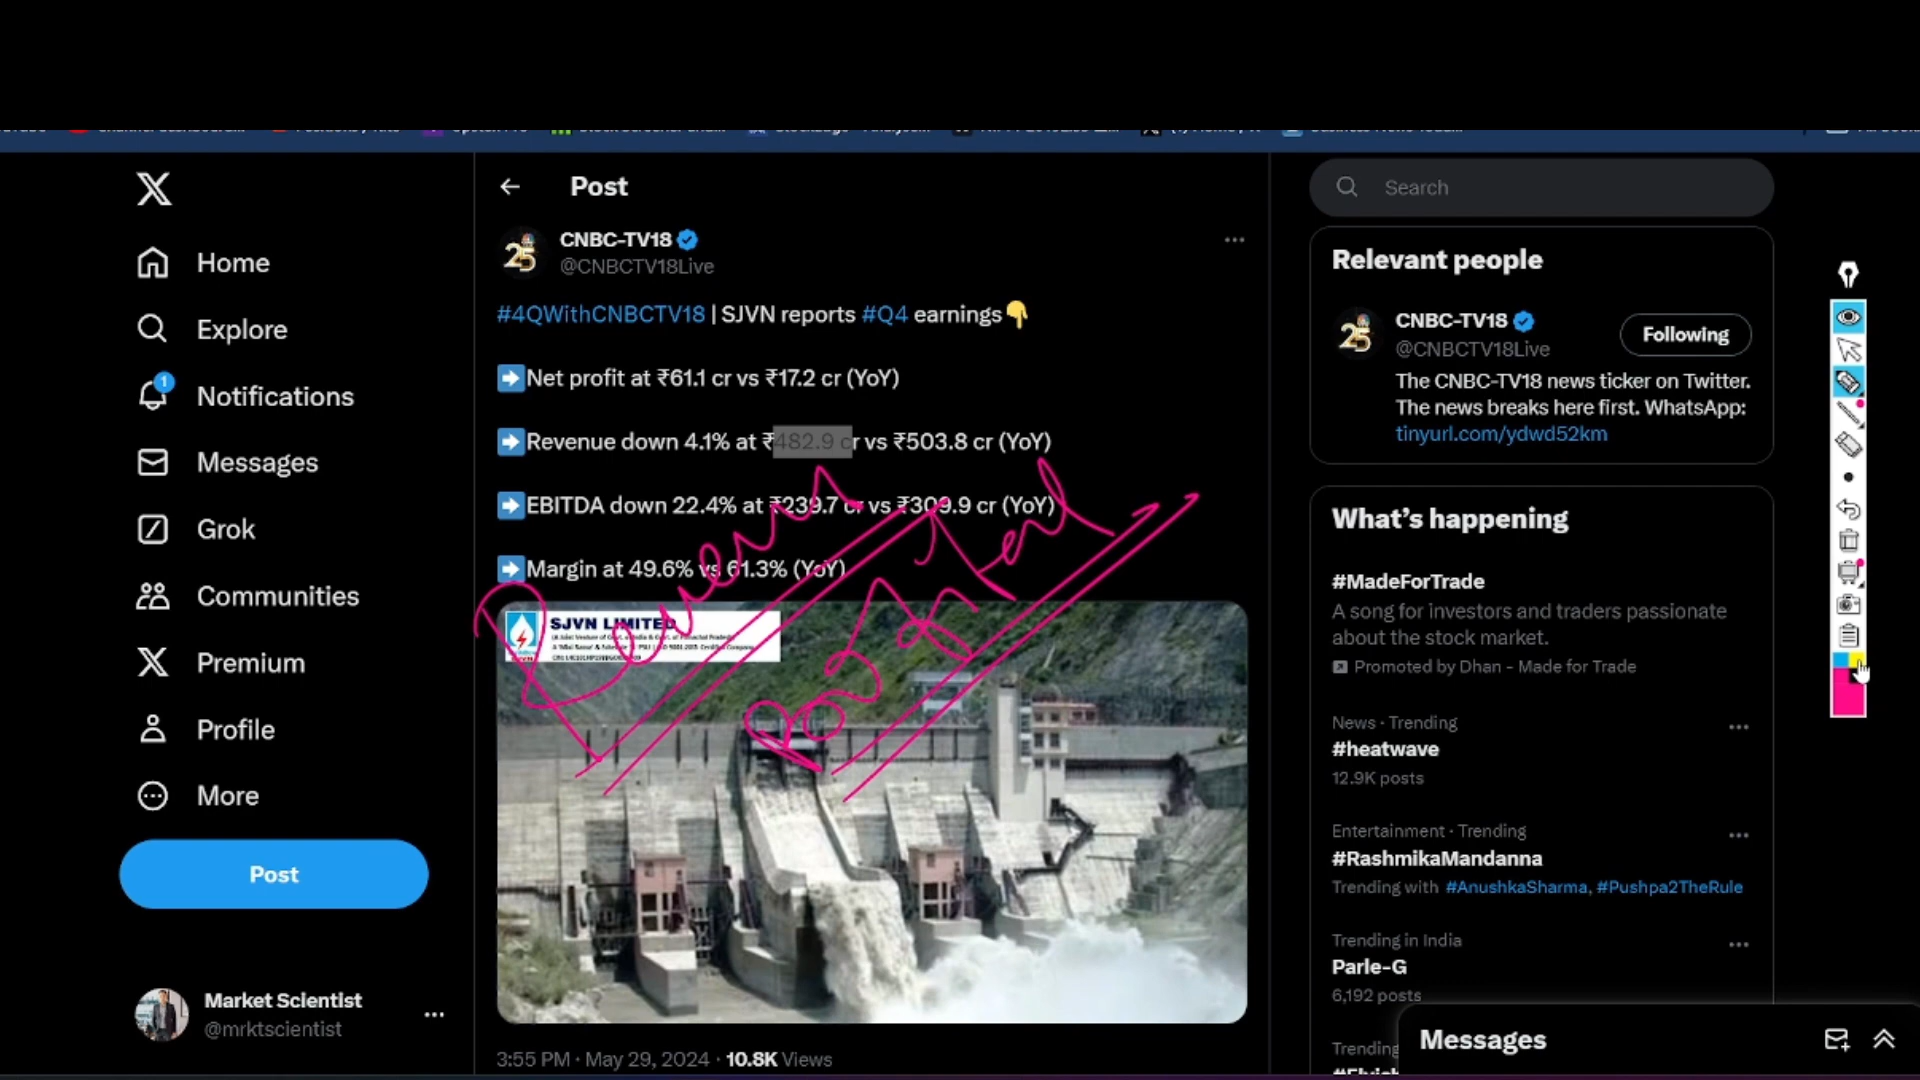 Post
Search
CNBC-TV18
@CNBCTV18Live
#4QWithCNBCTV18 | SJVN reports #Q4 earnings👇
➡️Net profit at ₹61.1 cr vs ₹17.2 cr (YoY)
➡️Revenue down 4.1% at ₹482.9 cr vs ₹503.8 cr (YoY)
➡️EBITDA down 22.4% at ₹239.7 cr vs ₹309.9 cr (YoY)
➡️Margin at 49.6% vs 61.3% (YoY)
SJVN LIMITED
3:55 PM · May 29, 2024 · 10.8K Views
Home
Explore
1
Notifications
Messages
Grok
Communities
Premium
Profile
More
Post
Market Scientist
@mrktscientist
Relevant people
CNBC-TV18
@CNBCTV18Live
Following
The CNBC-TV18 news ticker on Twitter.
The news breaks here first. WhatsApp:
tinyurl.com/ydwd52km
What's happening
#MadeForTrade
A song for investors and traders passionate
about the stock market.
Promoted by Dhan - Made for Trade
News · Trending
#heatwave
12.9K posts
Entertainment · Trending
#RashmikaMandanna
Trending with #AnushkaSharma, #Pushpa2TheRule
Trending in India
Parle-G
6,192 posts
Trending
Messages